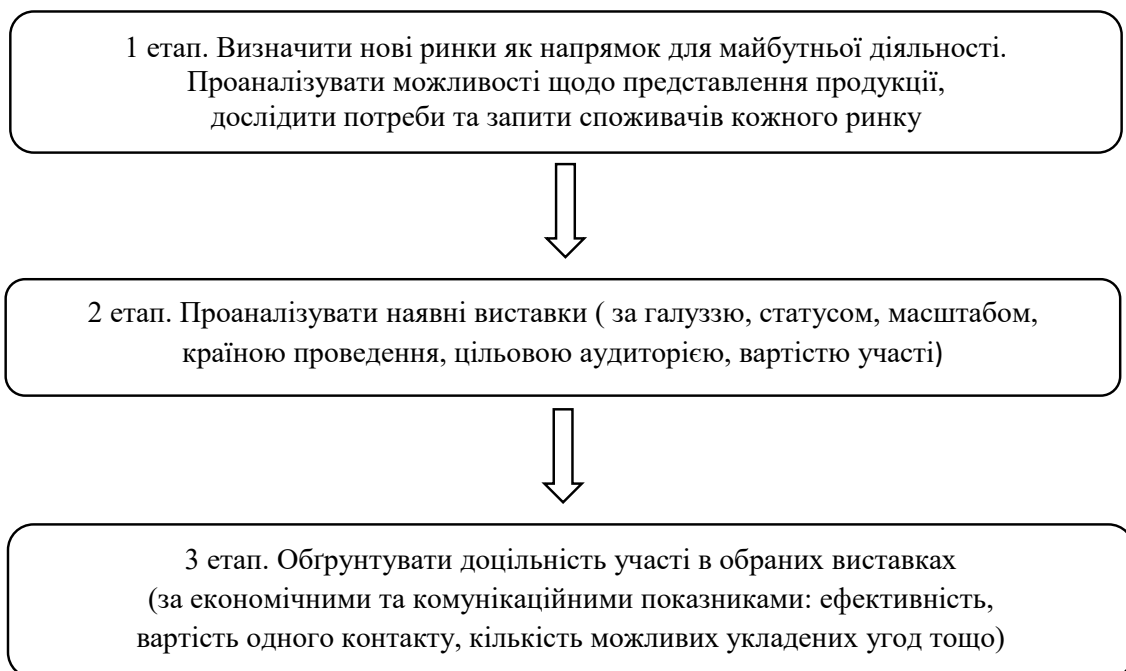 1 етап. Визначити нові ринки як напрямок для майбутньої діяльності.
Проаналізувати можливості щодо представлення продукції,
дослідити потреби та запити споживачів кожного ринку
2 етап. Проаналізувати наявні виставки ( за галуззю, статусом, масштабом,
країною проведення, цільовою аудиторією, вартістю участі)
3 етап. Обґрунтувати доцільність участі в обраних виставках
(за економічними та комунікаційними показниками: ефективність,
вартість одного контакту, кількість можливих укладених угод тощо)